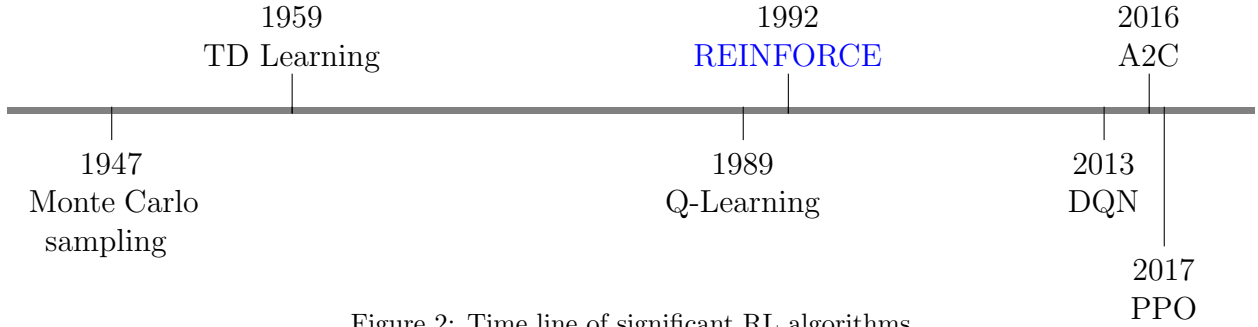 1959
TD Learning
1992
REINFORCE
2016
A2C
1947
Monte Carlo
sampling
1989
Q-Learning
2013
DQN
2017
PPO
Figure 2: Time line of significant RL algorithms